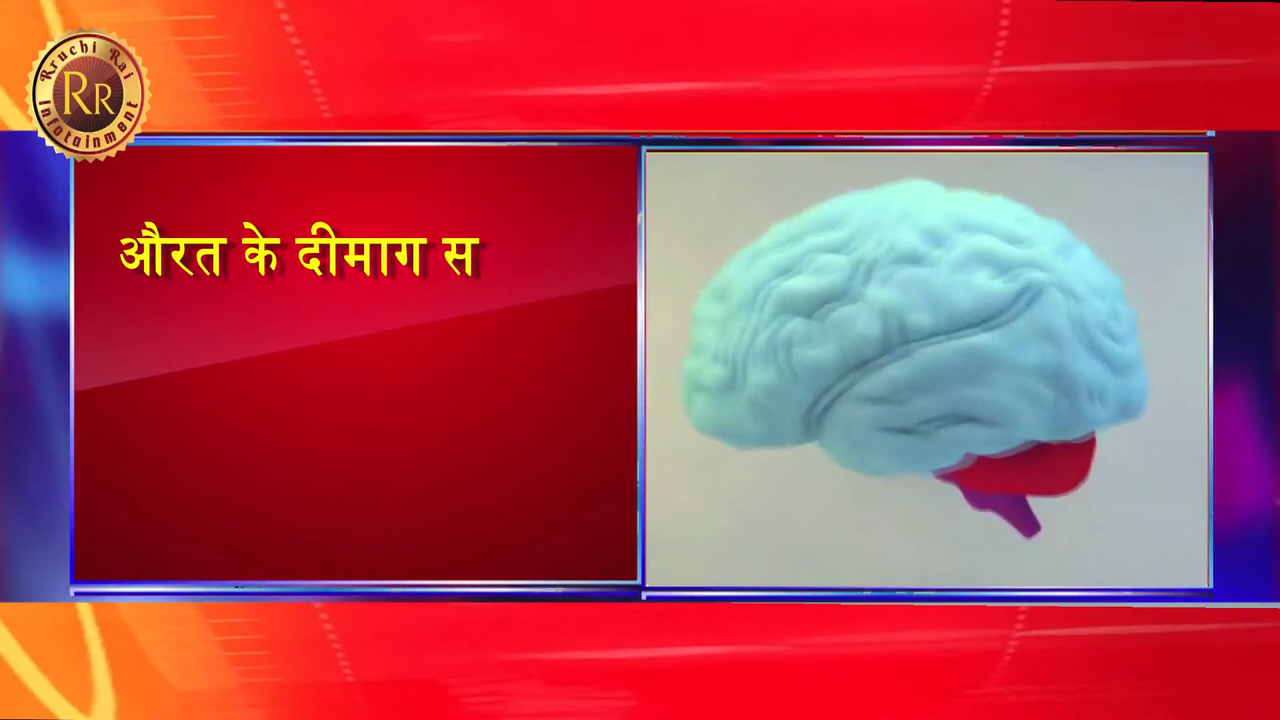 Rruchi Rai
RR
Infotainment
औरत के दीमाग स